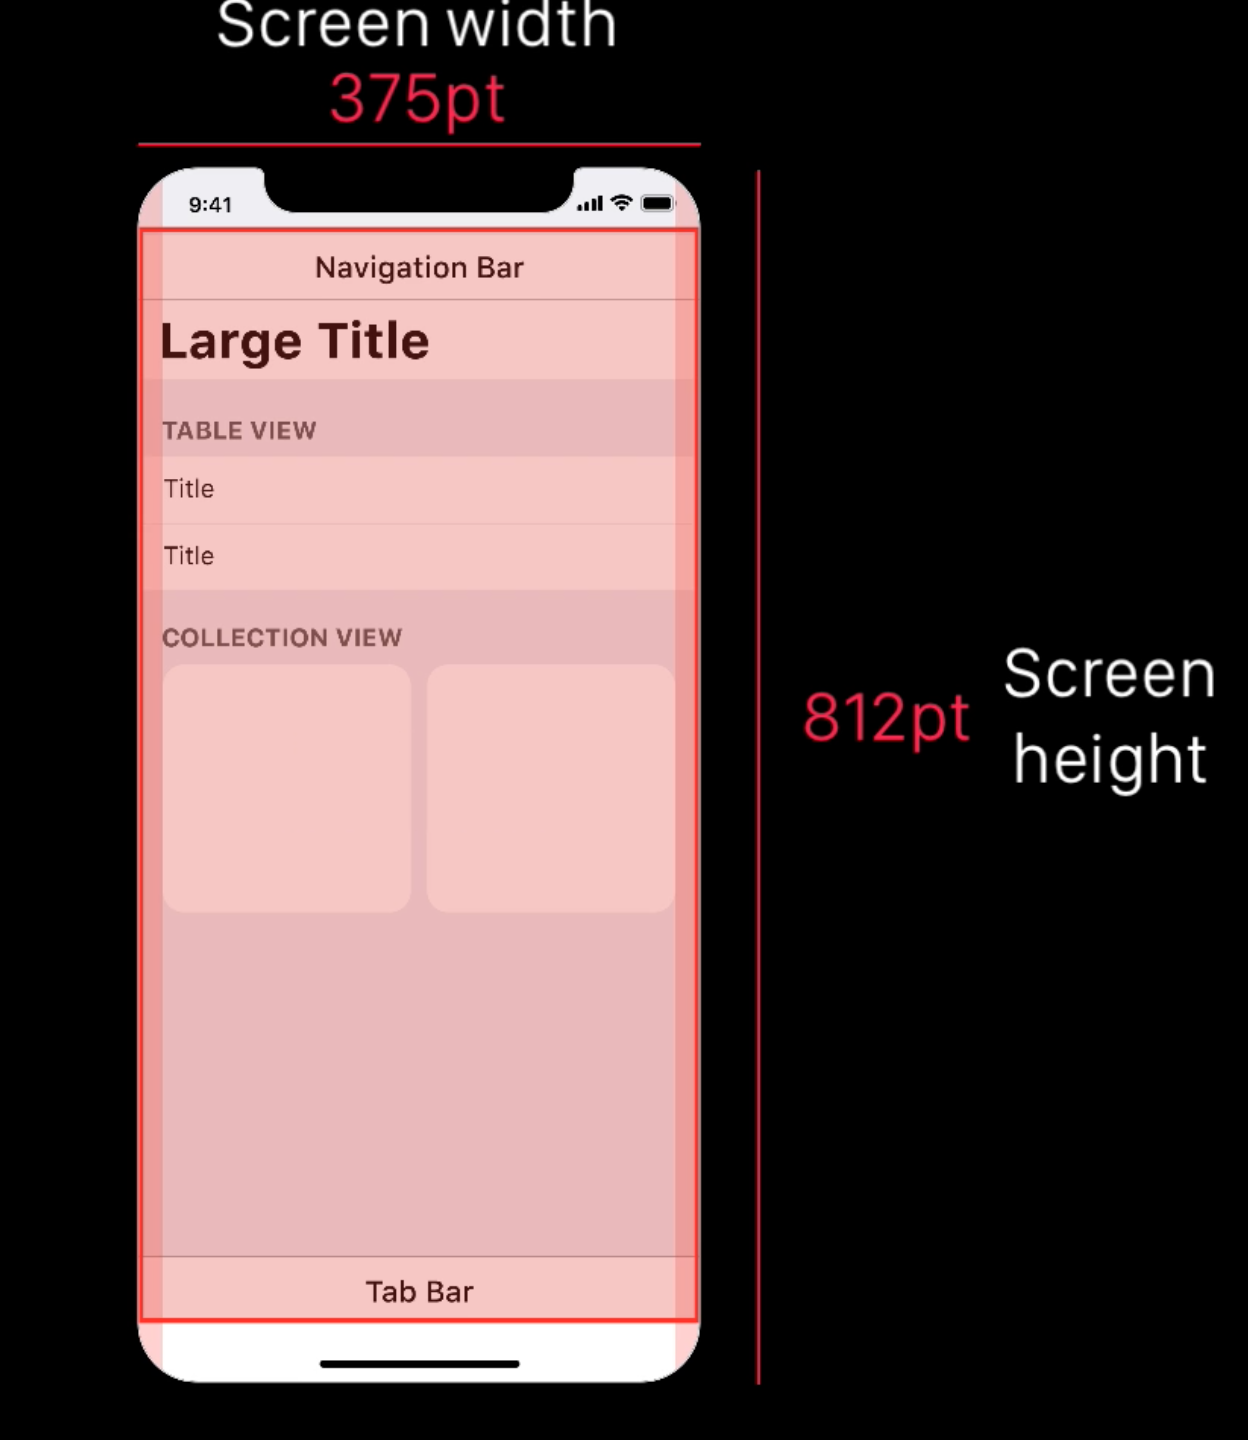 Screen width
375pt
9:41
Navigation Bar
Large Title
TABLE VIEW
Title
Title
COLLECTION VIEW
812pt
Screen
height
Tab Bar